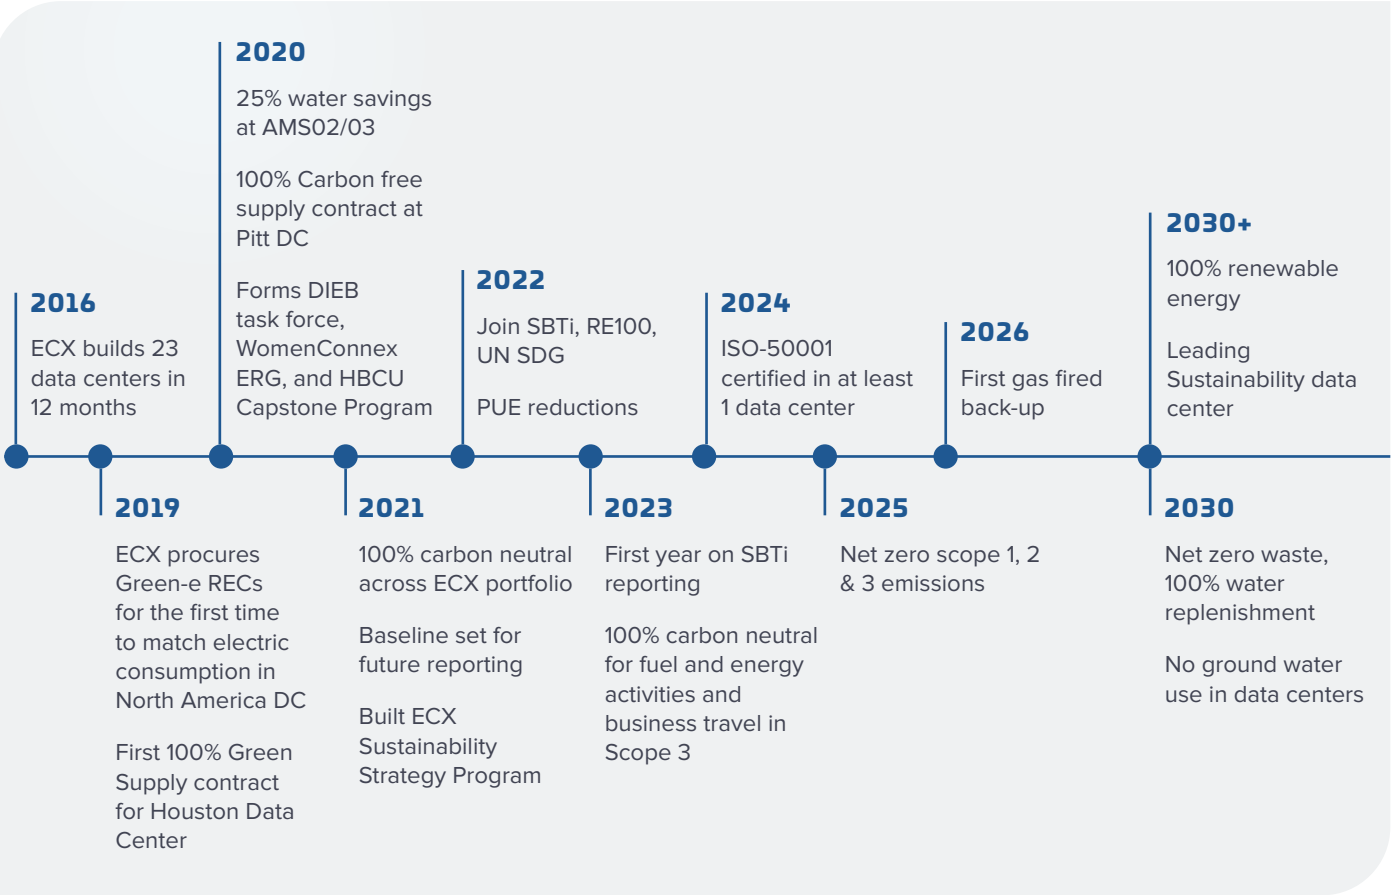 2020
25% water savings
at AMS02/03
100% Carbon free
supply contract at
Pitt DC
Forms DIEB
task force,
WomenConnex
ERG, and HBCU
Capstone Program
2016
ECX builds 23
data centers in
12 months
2022
Join SBTi, RE100,
UN SDG
PUE reductions
2024
ISO-50001
certified in at least
1 data center
2026
First gas fired
back-up
2030+
100% renewable
energy
Leading
Sustainability data
center
2019
ECX procures
Green-e RECs
for the first time
to match electric
consumption in
North America DC
First 100% Green
Supply contract
for Houston Data
Center
2021
100% carbon neutral
across ECX portfolio
Baseline set for
future reporting
Built ECX
Sustainability
Strategy Program
2023
First year on SBTi
reporting
100% carbon neutral
for fuel and energy
activities and
business travel in
Scope 3
2025
Net zero scope 1, 2
& 3 emissions
2030
Net zero waste,
100% water
replenishment
No ground water
use in data centers